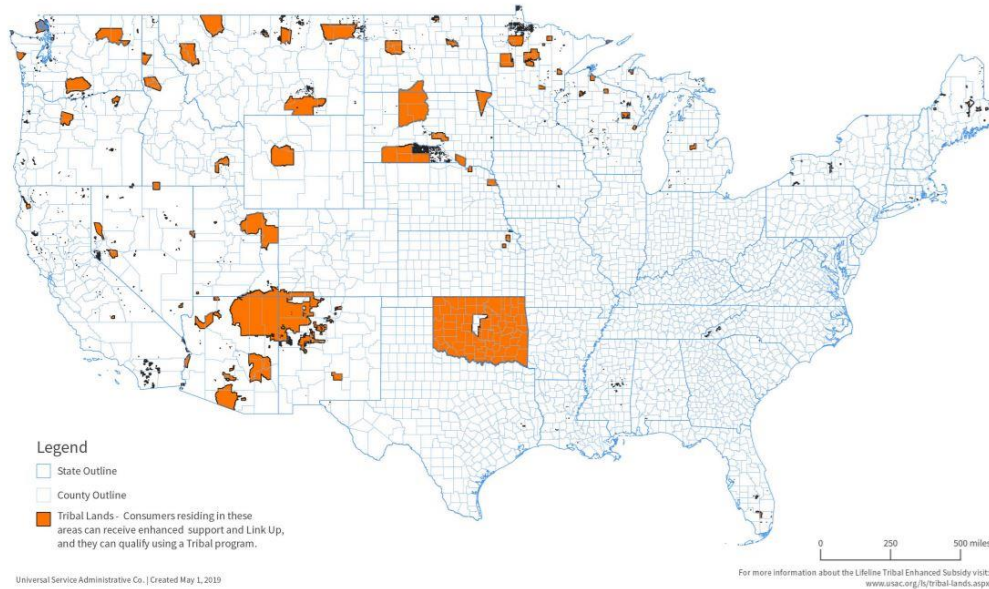 Legend
State Outline
County Outline
Tribal Lands - Consumers residing in these
areas can receive enhanced support and Link Up,
and they can qualify using a Tribal program.
0 250 500 miles
Universal Service Administrative Co. | Created May 1, 2019
For more information about the Lifeline Tribal Enhanced Subsidy visit:
www.usac.org/ls/tribal-lands.aspx